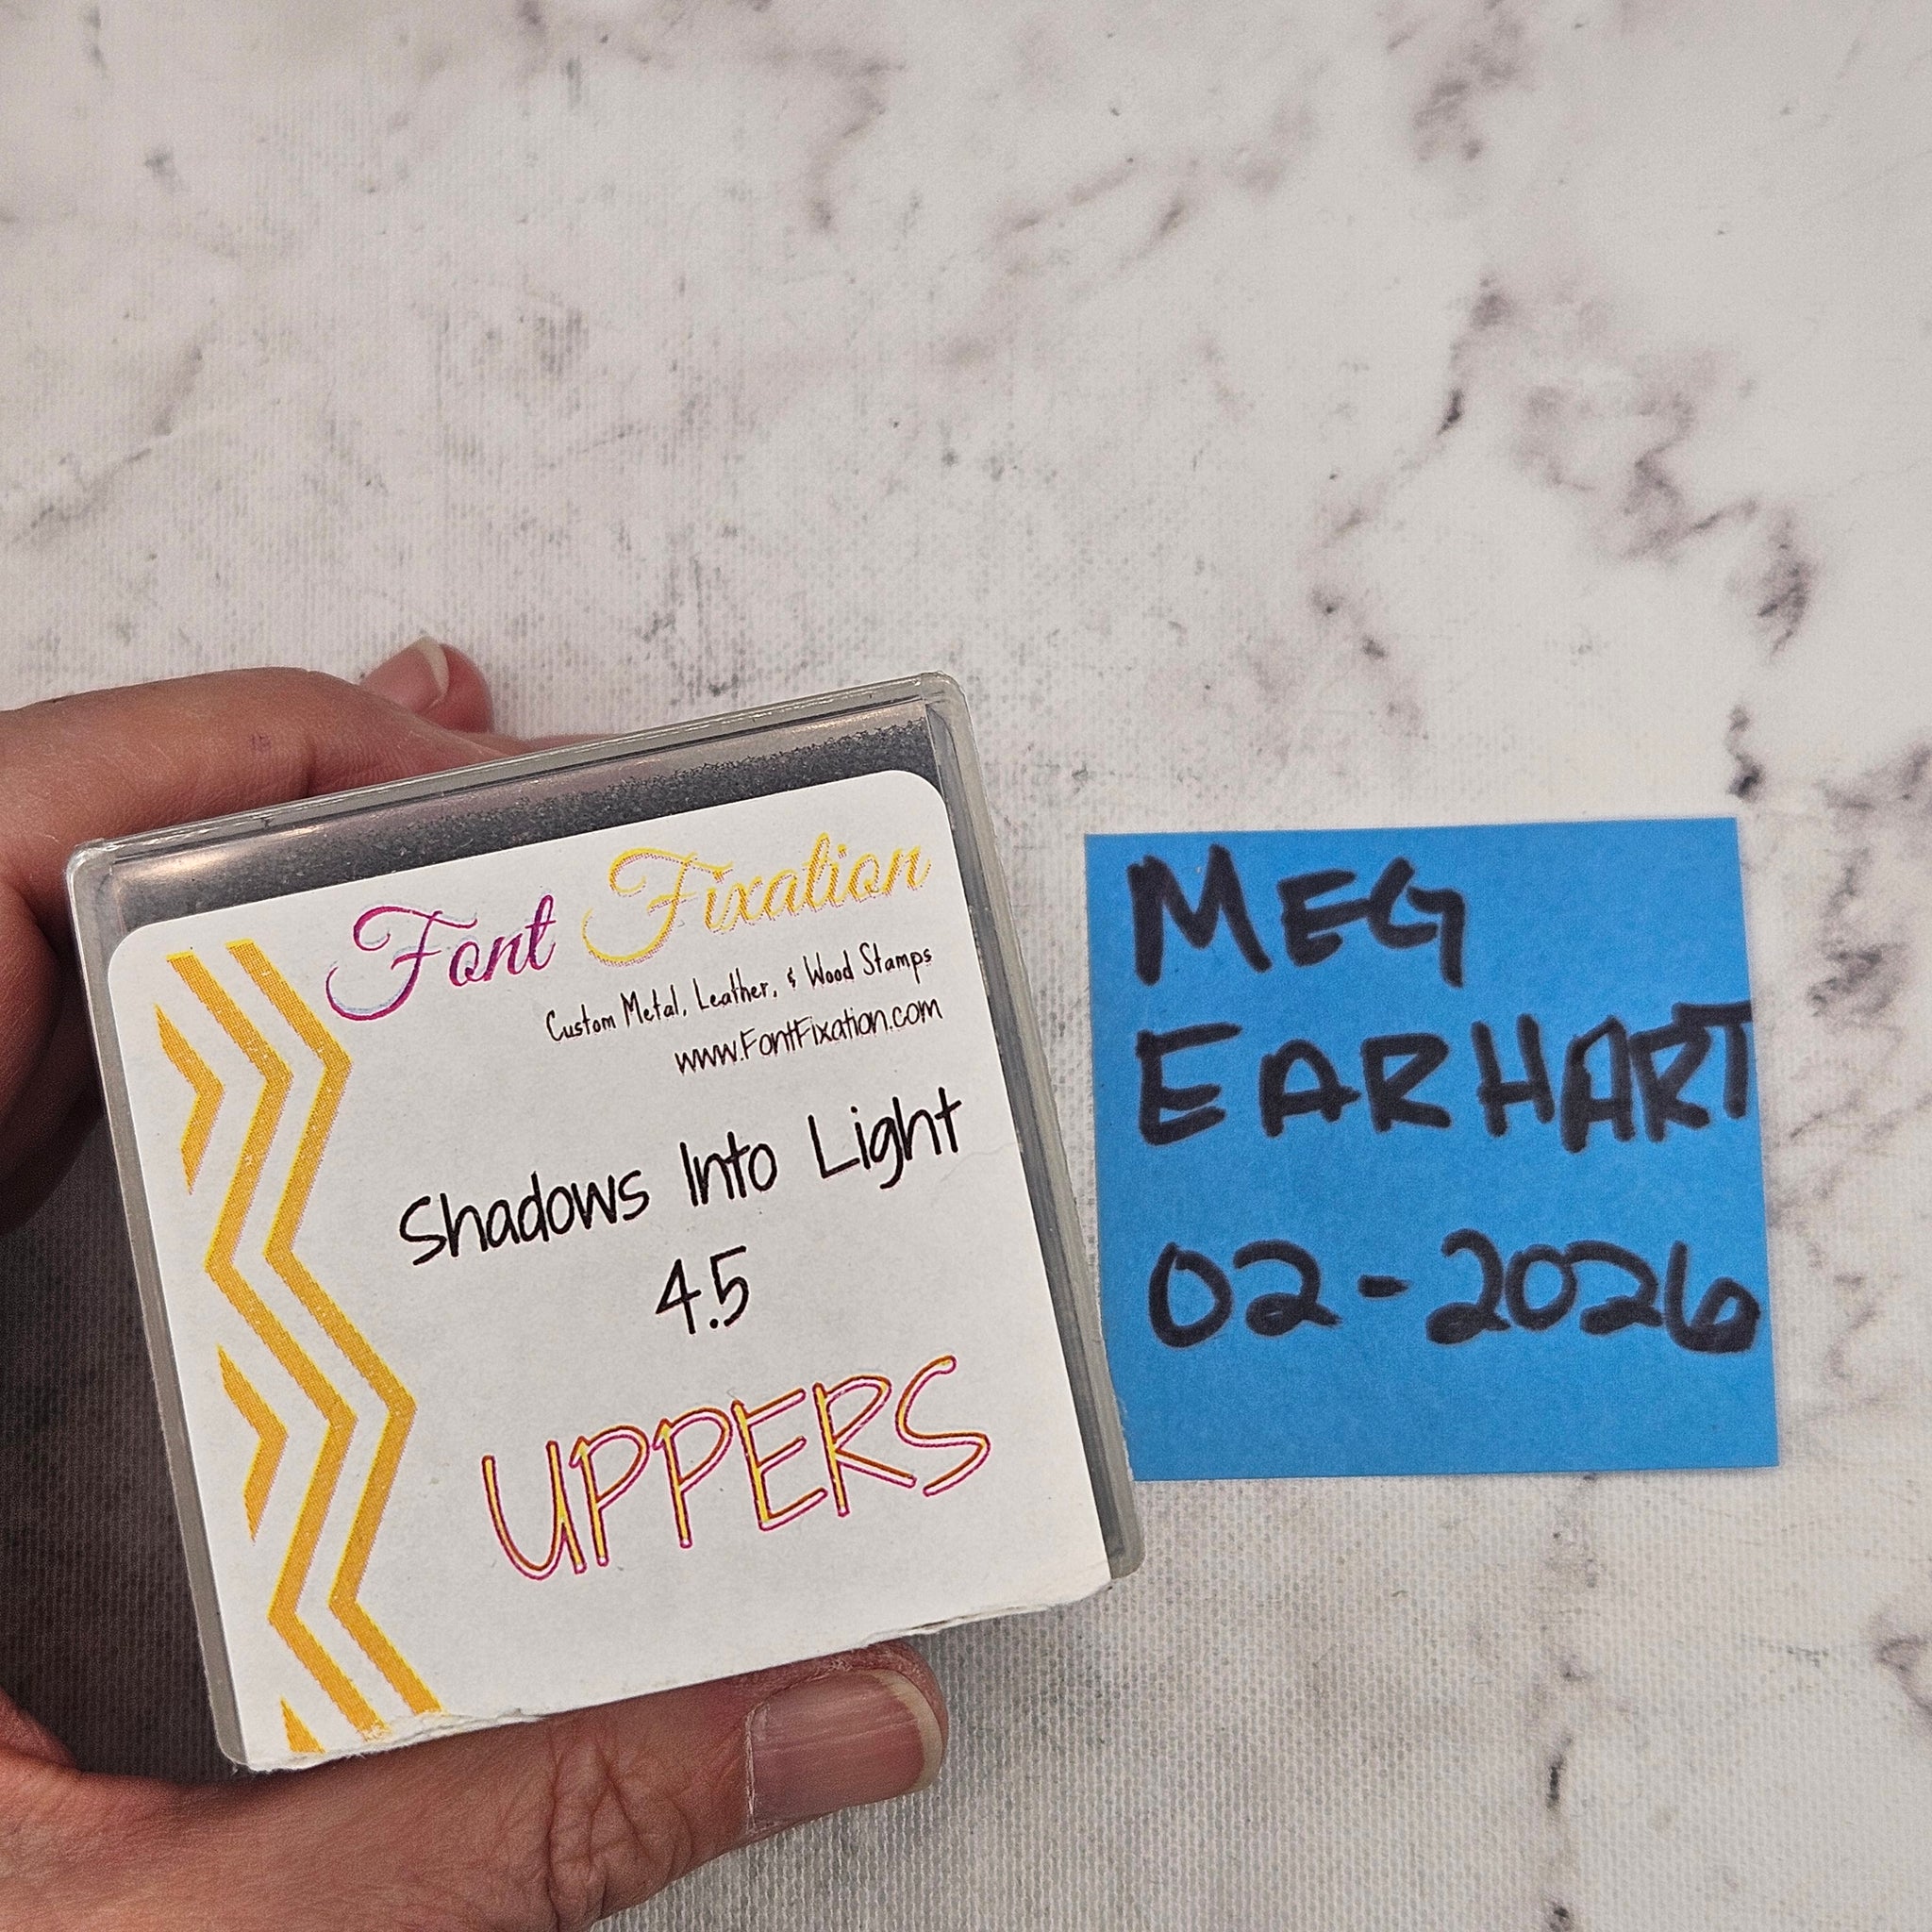 Font Fixation
Custom Metal, Leather, & Wood Stamps
www.FontFixation.com
Shadows Into Light
4.5
UPPERS
MEG
EARHART
02-2026